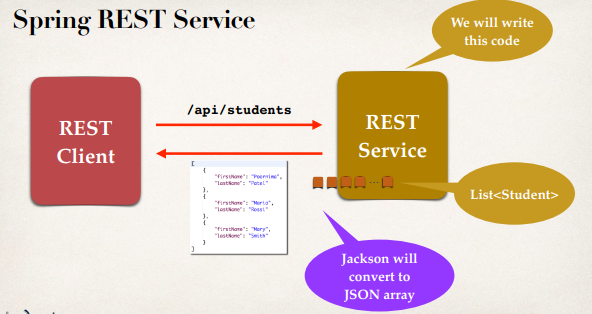 Spring REST Service
We will write
this code
/api/students
REST
Client
REST
Service
[
{
"firstName": "Poornima",
"lastName": "Patel"
},
{
"firstName": "Mario",
"lastName": "Rossi"
},
{
"firstName": "Mary",
"lastName": "Smith"
}
]
...
List<Student>
Jackson will
convert to
JSON array